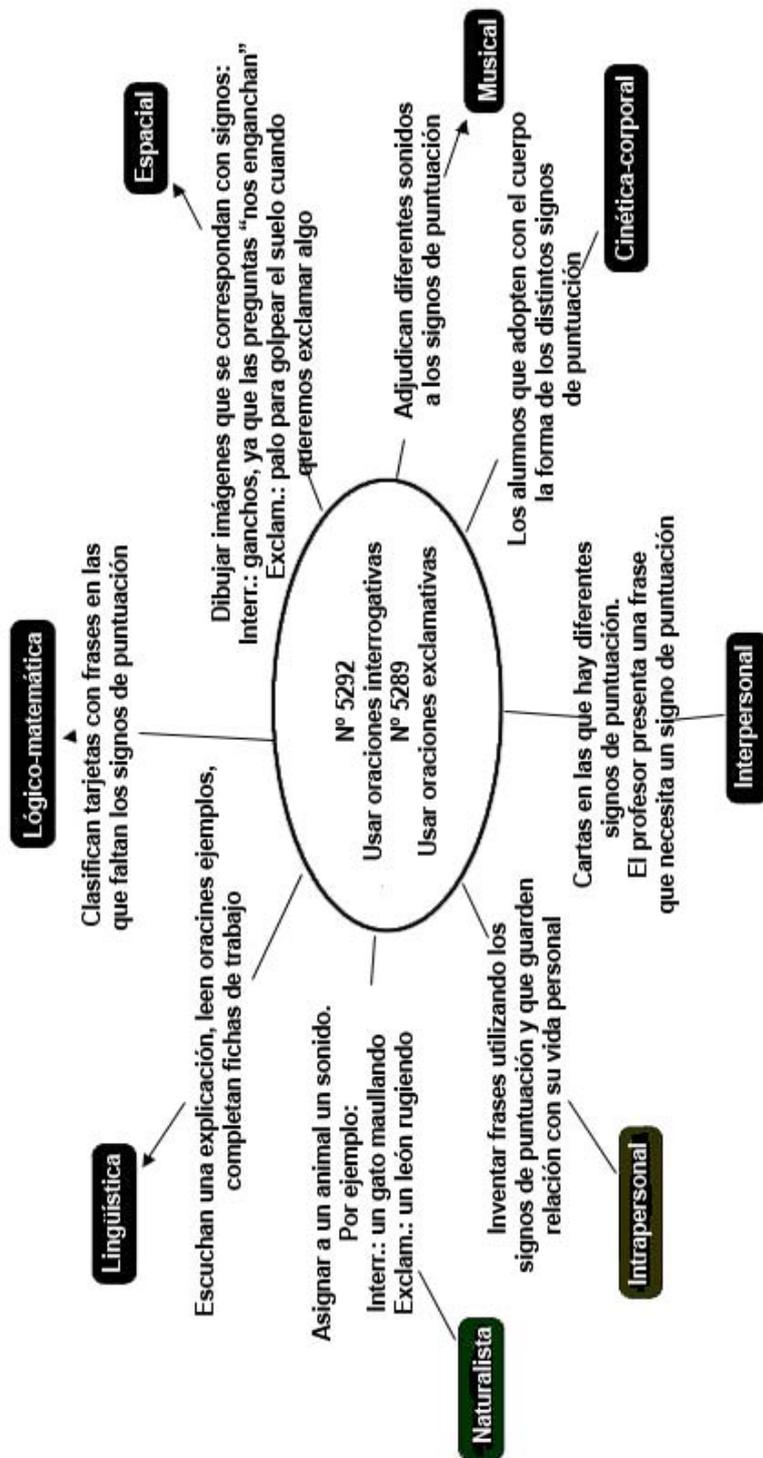 Lógico-matemática
Clasifican tarjetas con frases en las
que faltan los signos de puntuación
Espacial
Dibujar imágenes que se correspondan con signos:
Interr.: ganchos, ya que las preguntas “nos enganchan”
Exclam.: palo para golpear el suelo cuando
queremos exclamar algo
Lingüística
Escuchan una explicación, leen oracines ejemplos,
completan fichas de trabajo
Nº 5292
Usar oraciones interrogativas
Nº 5289
Usar oraciones exclamativas
Musical
Adjudican diferentes sonidos
a los signos de puntuación
Asignar a un animal un sonido.
Por ejemplo:
Interr.: un gato maullando
Exclam.: un león rugiendo
Naturalista
Los alumnos que adopten con el cuerpo
la forma de los distintos signos
de puntuación
Cinética-corporal
Inventar frases utilizando los
signos de puntuación y que guarden
relación con su vida personal
Intrapersonal
Cartas en las que hay diferentes
signos de puntuación.
El profesor presenta una frase
que necesita un signo de puntuación
Interpersonal